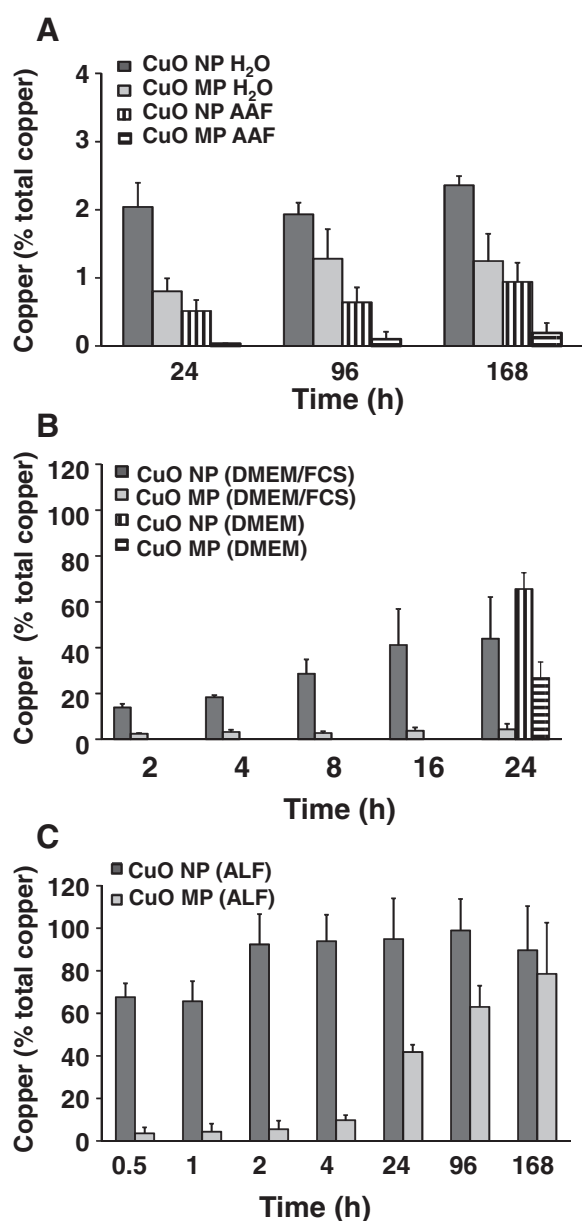 A
CuO NP H₂O
CuO MP H₂O
CuO NP AAF
CuO MP AAF
Copper (% total copper)
4
3
2
1
0
24 96 168
Time (h)
B
CuO NP (DMEM/FCS)
CuO MP (DMEM/FCS)
CuO NP (DMEM)
CuO MP (DMEM)
Copper (% total copper)
120
100
80
60
40
20
0
2 4 8 16 24
Time (h)
C
CuO NP (ALF)
CuO MP (ALF)
Copper (% total copper)
120
100
80
60
40
20
0
0.5 1 2 4 24 96 168
Time (h)